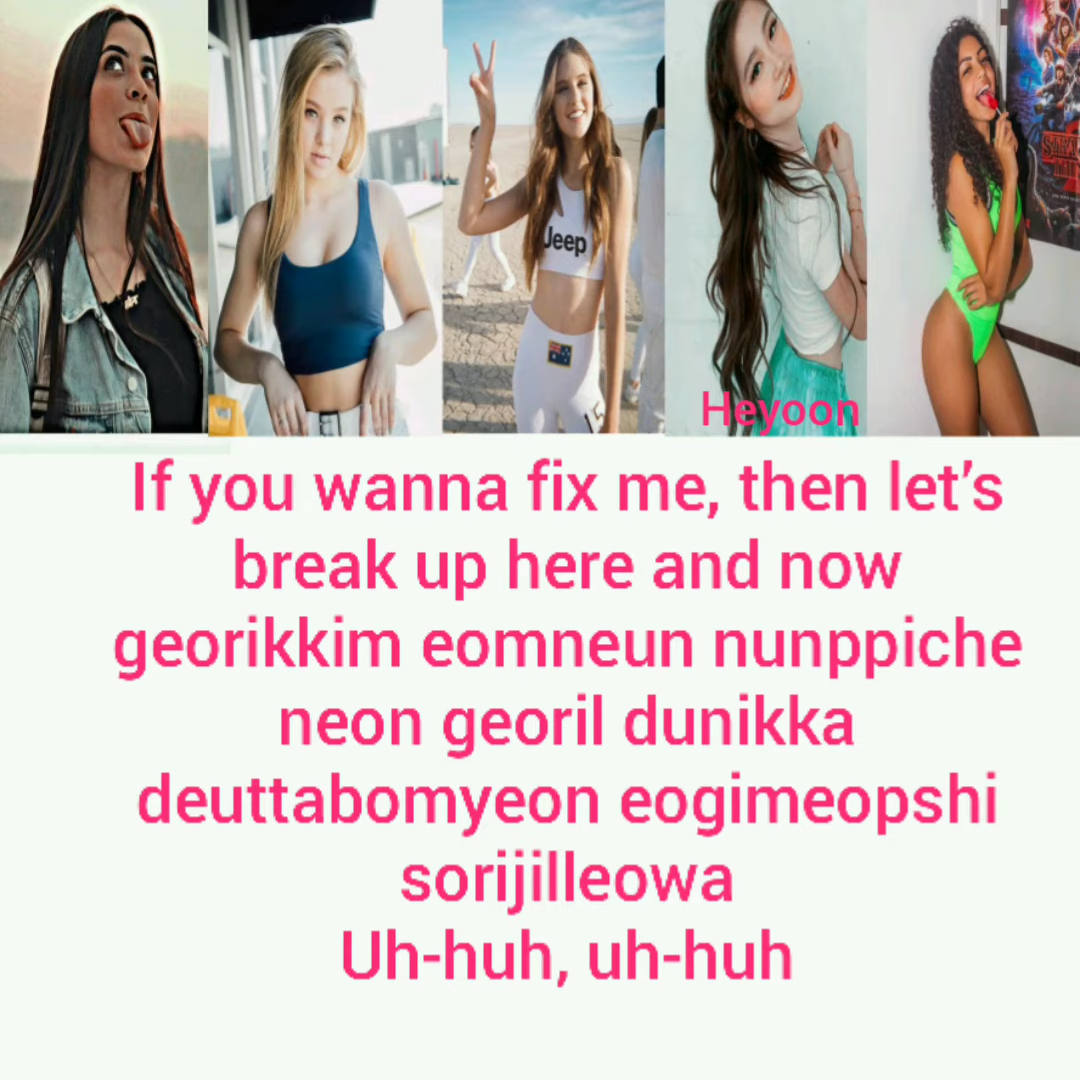 Jeep
STRANGER
Heyoon
If you wanna fix me, then let's
break up here and now
georikkim eomneun nunppiche
neon georil dunikka
deuttabomyeon eogimeopshi
sorijilleowa
Uh-huh, uh-huh